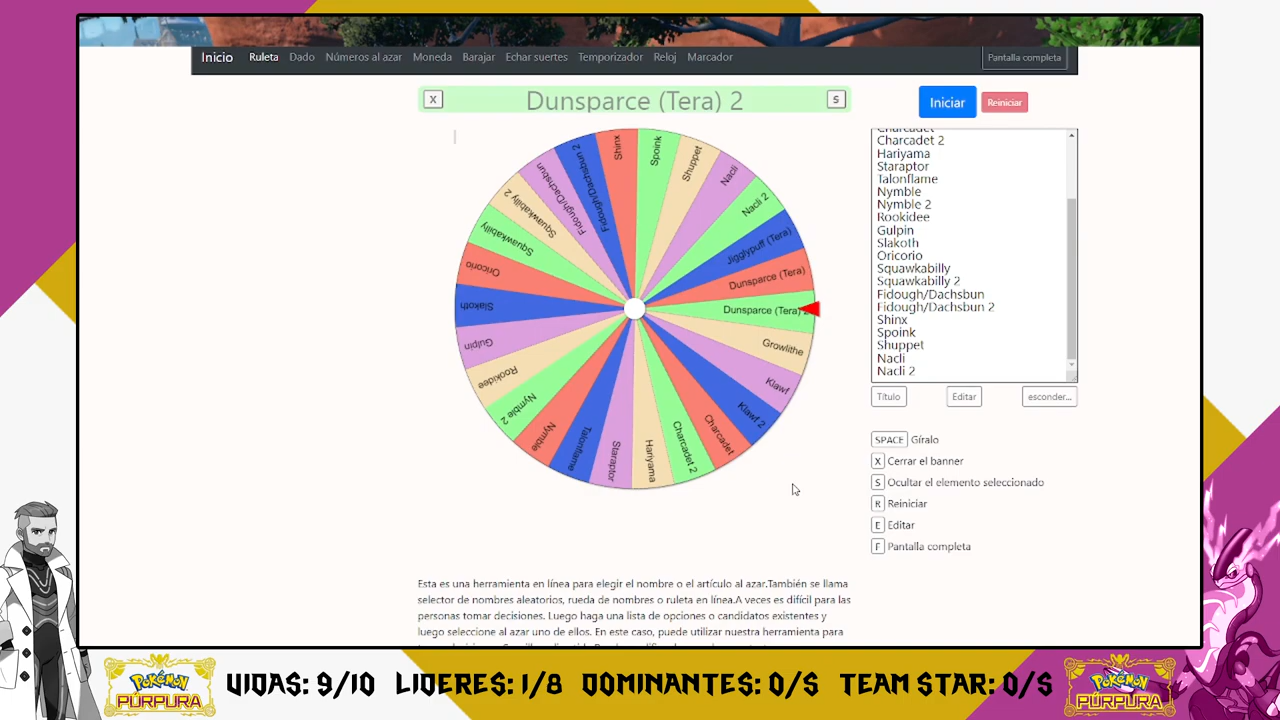 Inicio Ruleta Dado Números al azar Moneda Barajar Echar suertes Temporizador Reloj Marcador Pantalla completa
X Dunsparce (Tera) 2 S
Iniciar Reiniciar
Spoink
Shuppet
Nacli
Nacli 2
Jigglypuff (Tera)
Dunsparce (Tera)
Dunsparce (Tera) 2
Growlithe
Klawf
Klawf 2
Charcadet
Charcadet 2
Hariyama
Staraptor
Talonflame
Nymble
Nymble 2
Rookidee
Gulpin
Slakoth
Oricorio
Squawkabilly
Squawkabilly 2
Fidough/Dachsbun
Fidough/Dachsbun 2
Shinx
Charcadet
Charcadet 2
Hariyama
Staraptor
Talonflame
Nymble
Nymble 2
Rookidee
Gulpin
Slakoth
Oricorio
Squawkabilly
Squawkabilly 2
Fidough/Dachsbun
Fidough/Dachsbun 2
Shinx
Spoink
Shuppet
Nacli
Nacli 2
Título Editar esconder...
SPACE Gíralo
X Cerrar el banner
S Ocultar el elemento seleccionado
R Reiniciar
E Editar
F Pantalla completa
Esta es una herramienta en línea para elegir el nombre o el artículo al azar.También se llama
selector de nombres aleatorios, rueda de nombres o ruleta en línea.A veces es difícil para las
personas tomar decisiones. Luego haga una lista de opciones o candidatos existentes y
luego seleccione al azar uno de ellos. En este caso, puede utilizar nuestra herramienta para
POKéMON PÚRPURA
VIDAS: 9/10 LIDERES: 1/8 DOMINANTES: 0/5 TEAM STAR: 0/5
POKéMON PÚRPURA